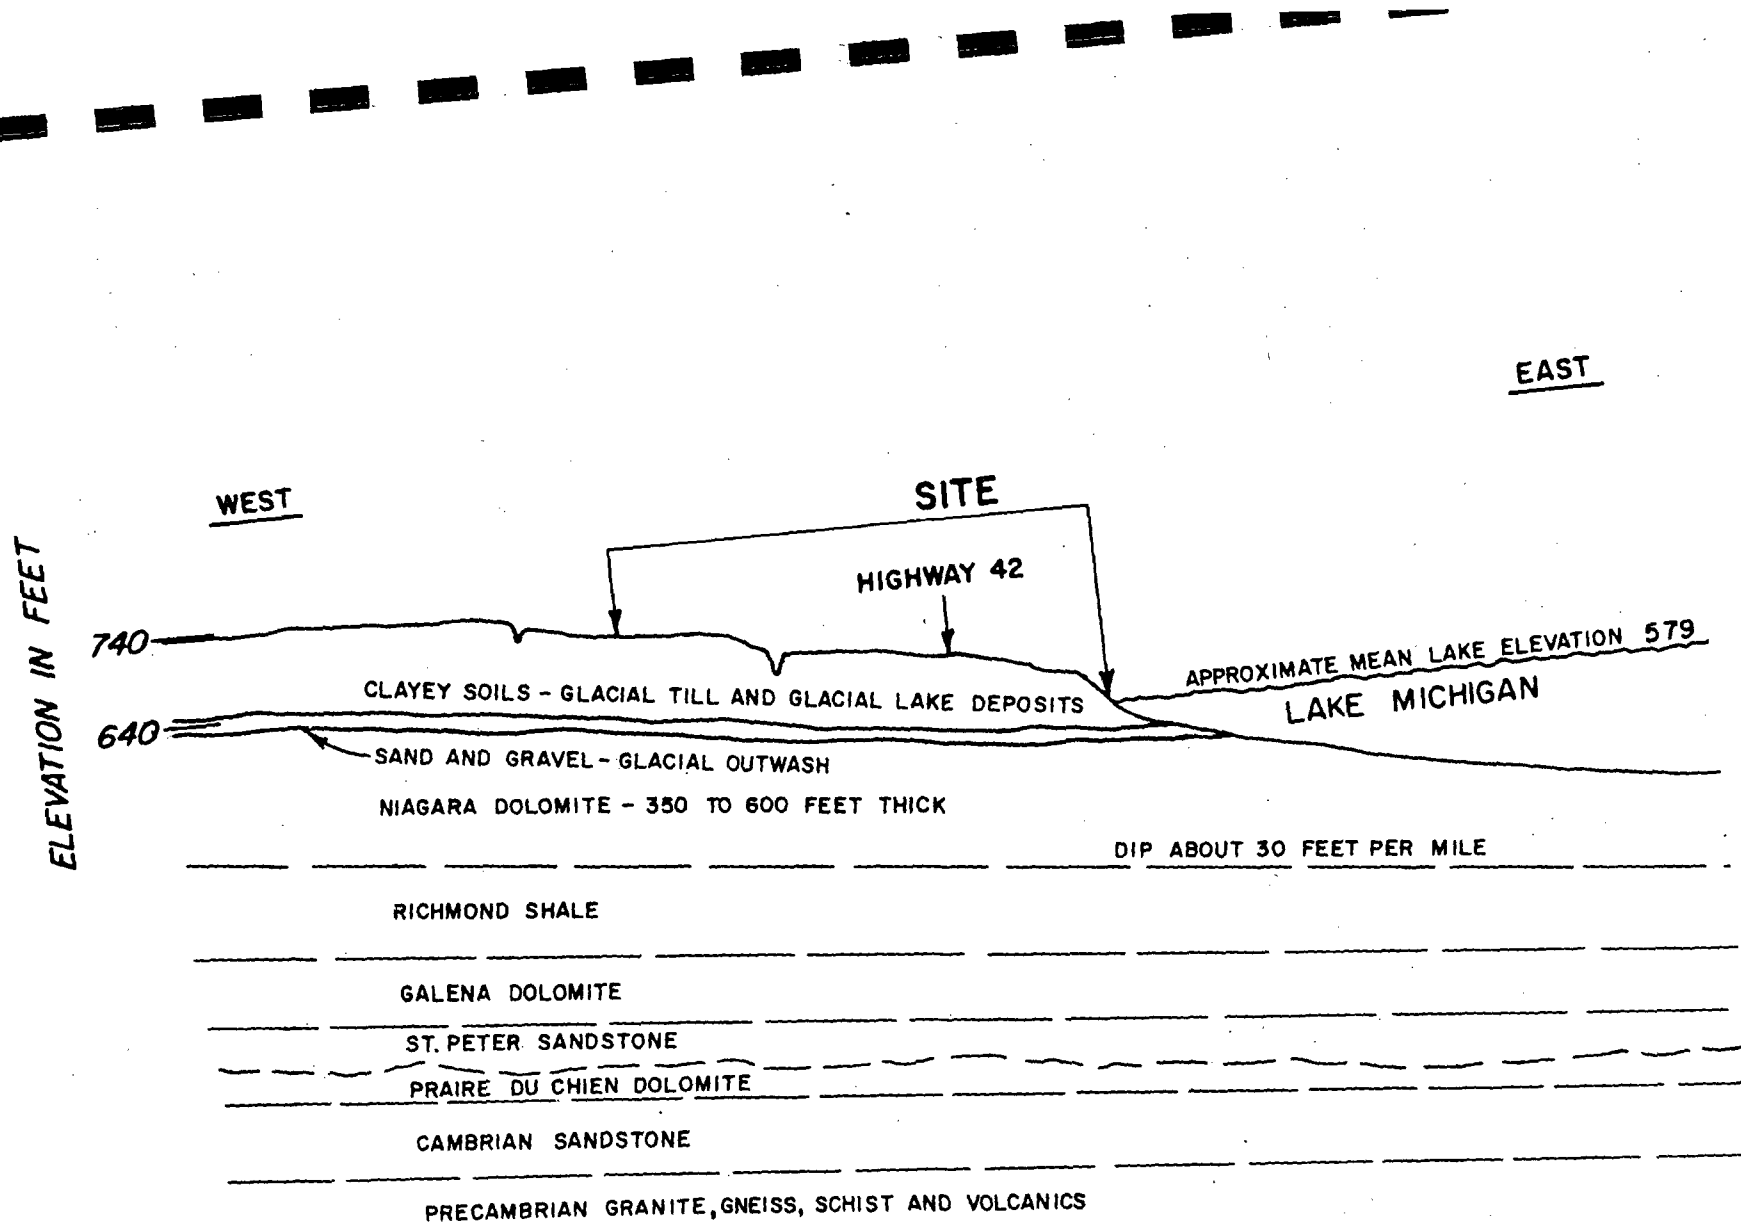 EAST
WEST
SITE
HIGHWAY 42
ELEVATION IN FEET
740
APPROXIMATE MEAN LAKE ELEVATION 579
CLAYEY SOILS - GLACIAL TILL AND GLACIAL LAKE DEPOSITS
LAKE MICHIGAN
640
SAND AND GRAVEL - GLACIAL OUTWASH
NIAGARA DOLOMITE - 350 TO 600 FEET THICK
DIP ABOUT 30 FEET PER MILE
RICHMOND SHALE
GALENA DOLOMITE
ST. PETER SANDSTONE
PRAIRE DU CHIEN DOLOMITE
CAMBRIAN SANDSTONE
PRECAMBRIAN GRANITE, GNEISS, SCHIST AND VOLCANICS